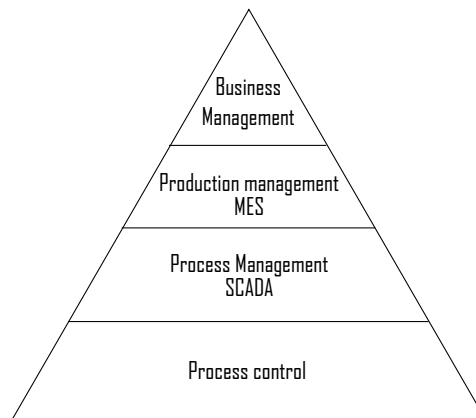 Business
Management
Production management
MES
Process Management
SCADA
Process control